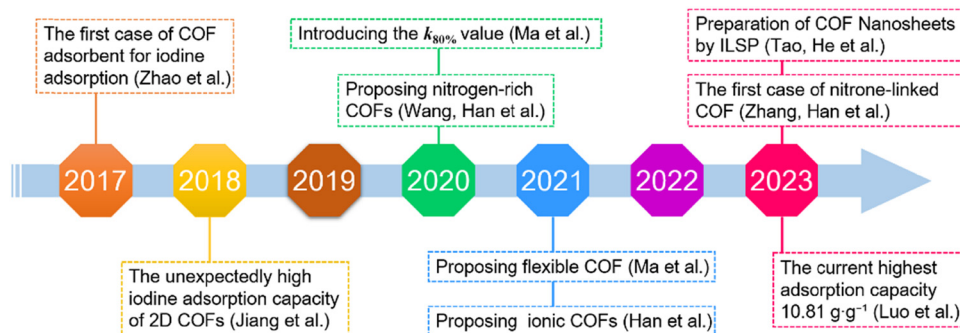 The first case of COF
adsorbent for iodine
adsorption (Zhao et al.)
Introducing the k80% value (Ma et al.)
Proposing nitrogen-rich
COFs (Wang, Han et al.)
Preparation of COF Nanosheets
by ILSP (Tao, He et al.)
The first case of nitrone-linked
COF (Zhang, Han et al.)
2017
2018
2019
2020
2021
2022
2023
The unexpectedly high
iodine adsorption capacity
of 2D COFs (Jiang et al.)
Proposing flexible COF (Ma et al.)
Proposing ionic COFs (Han et al.)
The current highest
adsorption capacity
10.81 g·g⁻¹ (Luo et al.)